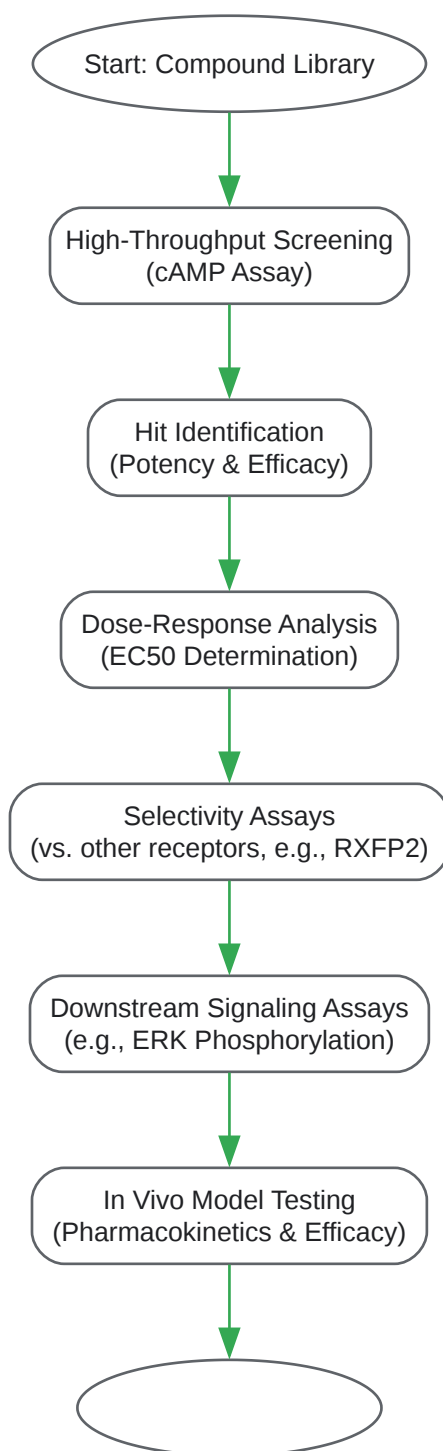 Start: Compound Library
High-Throughput Screening
(cAMP Assay)
Hit Identification
(Potency & Efficacy)
Dose-Response Analysis
(EC50 Determination)
Selectivity Assays
(vs. other receptors, e.g., RXFP2)
Downstream Signaling Assays
(e.g., ERK Phosphorylation)
In Vivo Model Testing
(Pharmacokinetics & Efficacy)